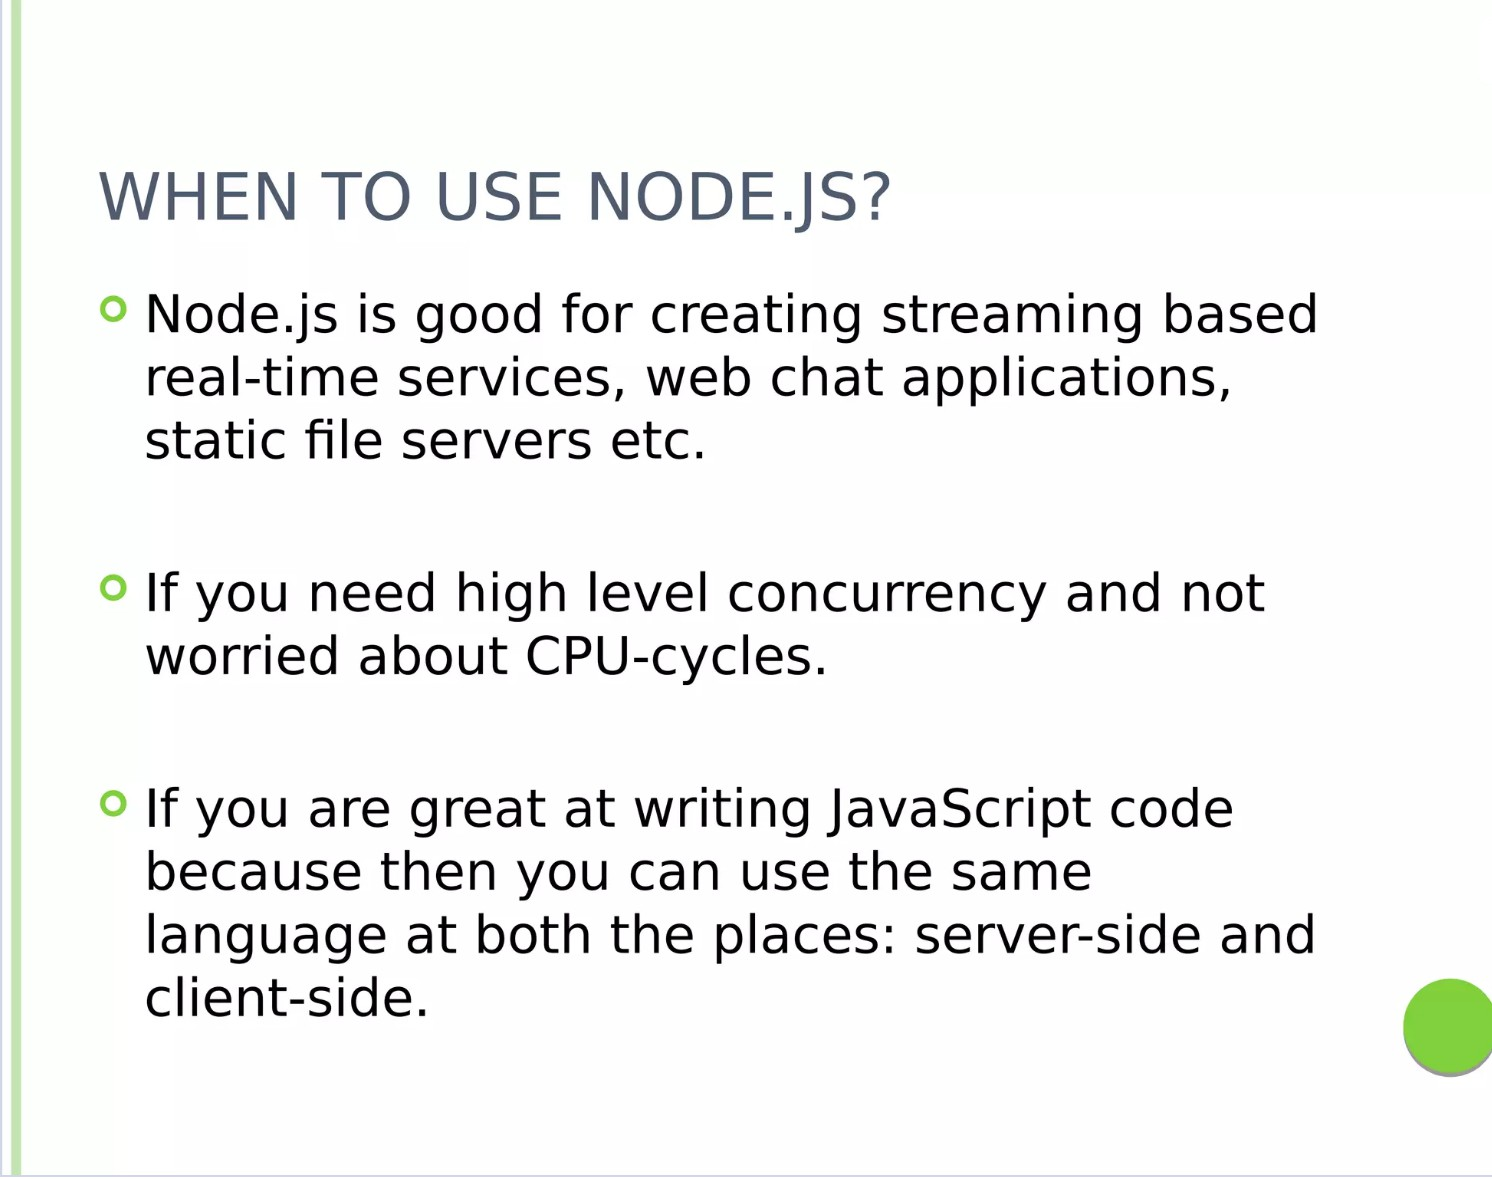 WHEN TO USE NODE.JS?
Node.js is good for creating streaming based
real-time services, web chat applications,
static file servers etc.
If you need high level concurrency and not
worried about CPU-cycles.
If you are great at writing JavaScript code
because then you can use the same
language at both the places: server-side and
client-side.